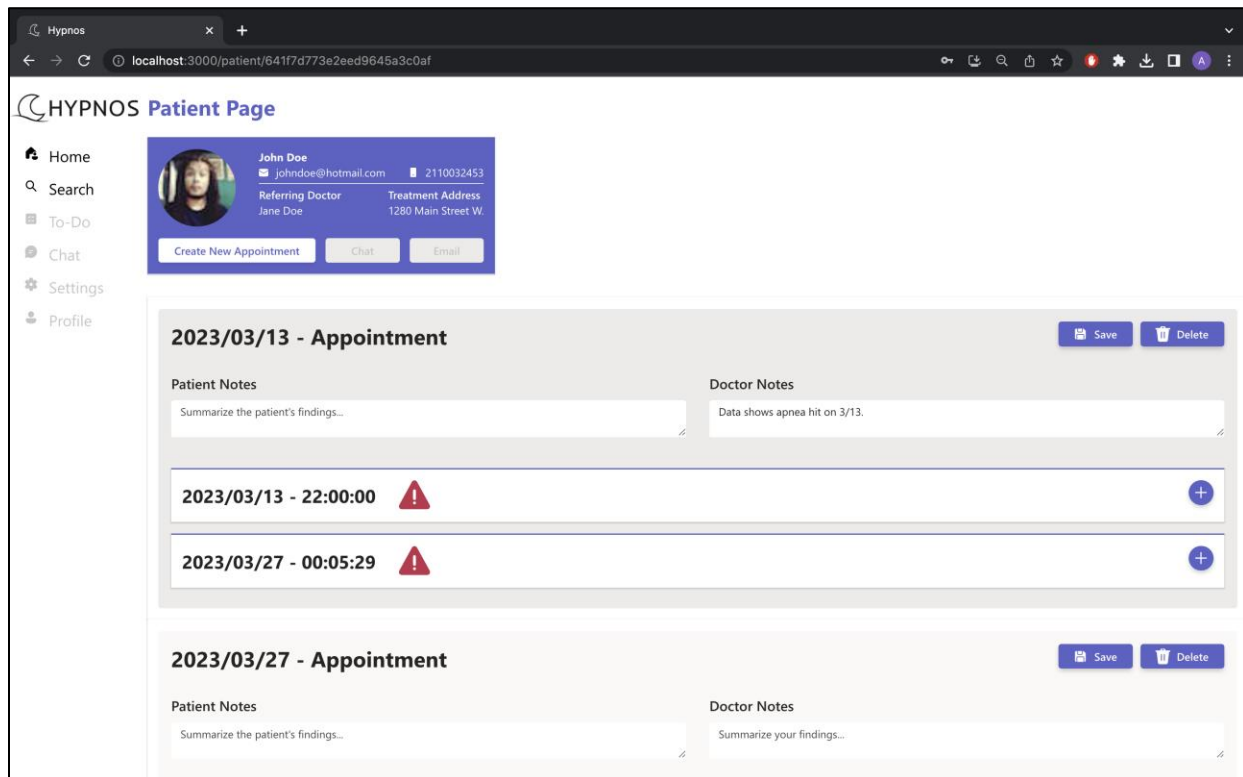 Hypnos
localhost:3000/patient/641f7d773e2eed9645a3c0af
A
HYPNOS Patient Page
Home
Search
To-Do
Chat
Settings
Profile
John Doe
johndoe@hotmail.com 2110032453
Referring Doctor Treatment Address
Jane Doe 1280 Main Street W.
Create New Appointment Chat Email
2023/03/13 - Appointment Save Delete
Patient Notes Doctor Notes
Summarize the patient's findings... Data shows apnea hit on 3/13.
2023/03/13 - 22:00:00
2023/03/27 - 00:05:29
2023/03/27 - Appointment Save Delete
Patient Notes Doctor Notes
Summarize the patient's findings... Summarize your findings...